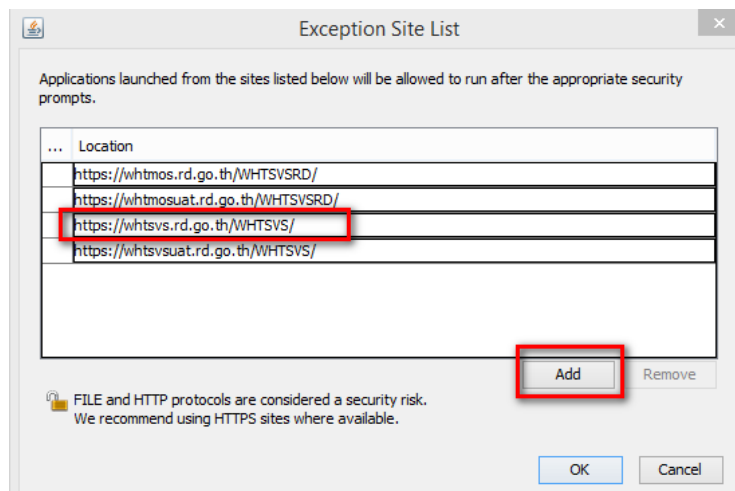 Exception Site List
Applications launched from the sites listed below will be allowed to run after the appropriate security
prompts.
... Location
https://whtmos.rd.go.th/WHTSVSRD/
https://whtmosuat.rd.go.th/WHTSVSRD/
https://whtsvs.rd.go.th/WHTSVS/
https://whtsvsuat.rd.go.th/WHTSVS/
Add Remove
FILE and HTTP protocols are considered a security risk.
We recommend using HTTPS sites where available.
OK Cancel